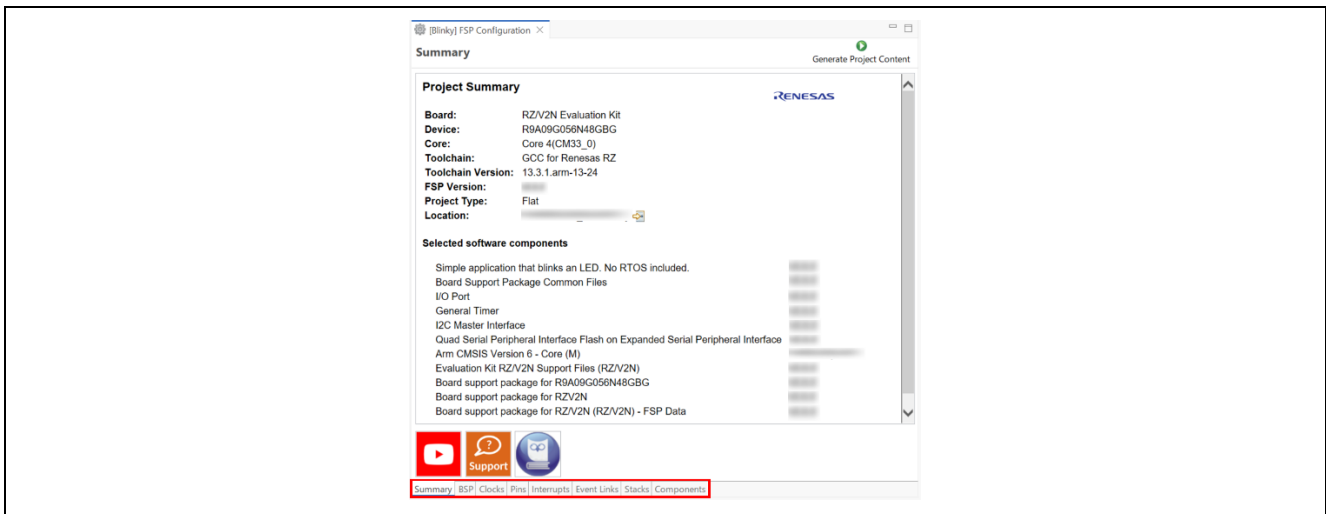 [Blinky] FSP Configuration
Summary
Generate Project Content
Project Summary
RENESAS
Board: RZ/V2N Evaluation Kit
Device: R9A09G056N48GBG
Core: Core 4(CM33_0)
Toolchain: GCC for Renesas RZ
Toolchain Version: 13.3.1.arm-13-24
FSP Version:
Project Type: Flat
Location:
Selected software components
Simple application that blinks an LED. No RTOS included.
Board Support Package Common Files
I/O Port
General Timer
I2C Master Interface
Quad Serial Peripheral Interface Flash on Expanded Serial Peripheral Interface
Arm CMSIS Version 6 - Core (M)
Evaluation Kit RZ/V2N Support Files (RZ/V2N)
Board support package for R9A09G056N48GBG
Board support package for RZV2N
Board support package for RZ/V2N (RZ/V2N) - FSP Data
Support
Summary BSP Clocks Pins Interrupts Event Links Stacks Components